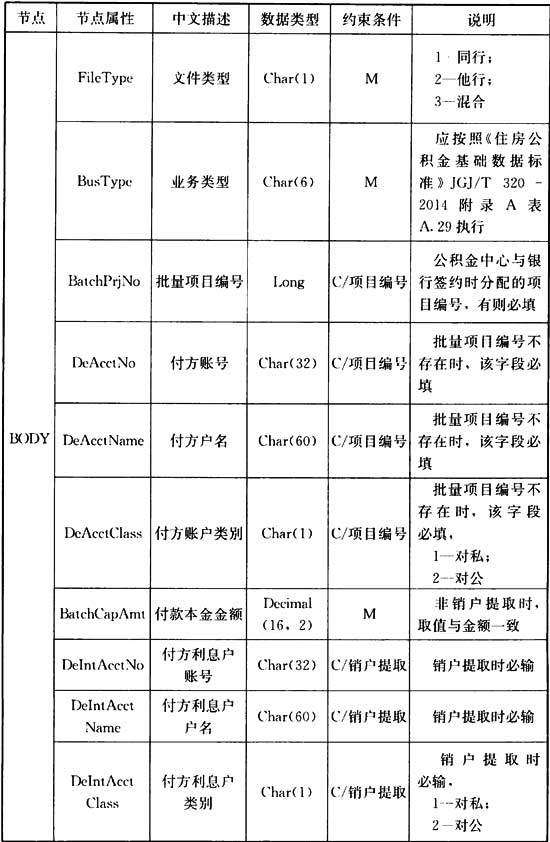 节点 节点属性 中文描述 数据类型 约束条件 说明
BODY
FileType 文件类型 Char(1) M
1—同行；
2—他行；
3—混合
BusType 业务类型 Char(6) M
应按照《住房公
积金基础数据标
准》JGJ/T 320-
2014 附录 A 表
A.29 执行
BatchPrjNo 批量项目编号 Long C/项目编号
公积金中心与银
行签约时分配的项
目编号，有则必填
DeAcctNo 付方账号 Char(32) C/项目编号
批量项目编号不
存在时，该字段必
填
DeAcctName 付方户名 Char(60) C/项目编号
批量项目编号不
存在时，该字段必
填
DeAcctClass 付方账户类别 Char(1) C/项目编号
批量项目编号不
存在时，该字段
必填，
1—对私；
2—对公
BatchCapAmt 付款本金金额
Decimal
(16，2)
M
非销户提取时，
取值与金额一致
DeIntAcctNo
付方利息户
账号
Char(32) C/销户提取 销户提取时必输
DeIntAcct
Name
付方利息户
户名
Char(60) C/销户提取 销户提取时必输
DeIntAcct
Class
付方利息户
类别
Char(1) C/销户提取
销户提取时
必输，
1—对私；
2—对公